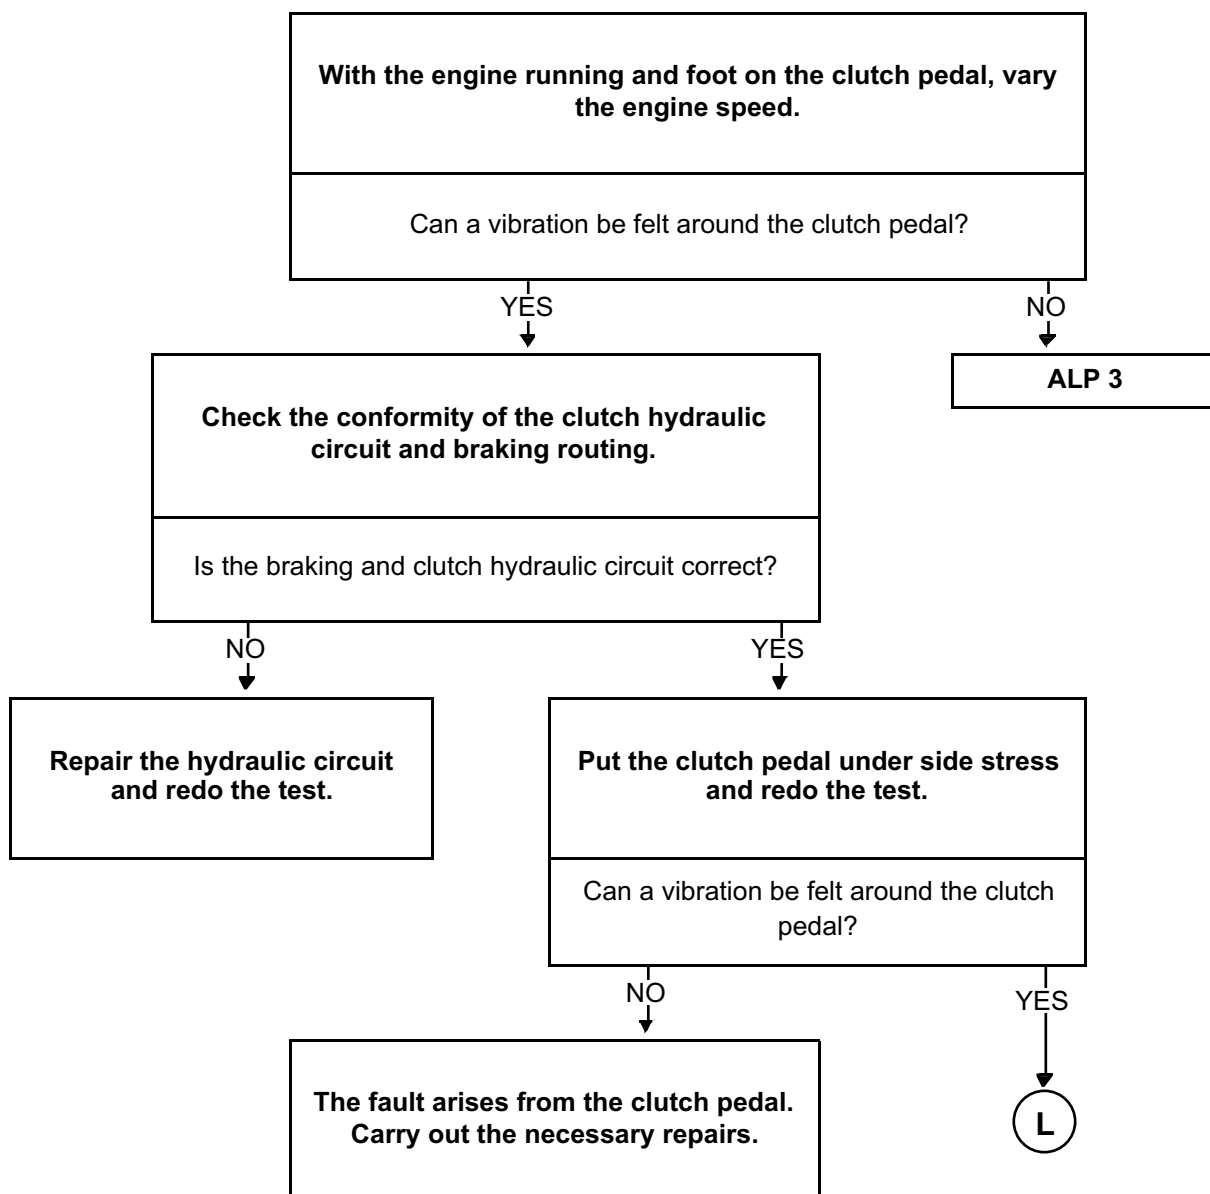 With the engine running and foot on the clutch pedal, vary
the engine speed.
Can a vibration be felt around the clutch pedal?
YES
NO
ALP 3
Check the conformity of the clutch hydraulic
circuit and braking routing.
Is the braking and clutch hydraulic circuit correct?
NO
YES
Repair the hydraulic circuit
and redo the test.
Put the clutch pedal under side stress
and redo the test.
Can a vibration be felt around the clutch
pedal?
NO
YES
The fault arises from the clutch pedal.
Carry out the necessary repairs.
L